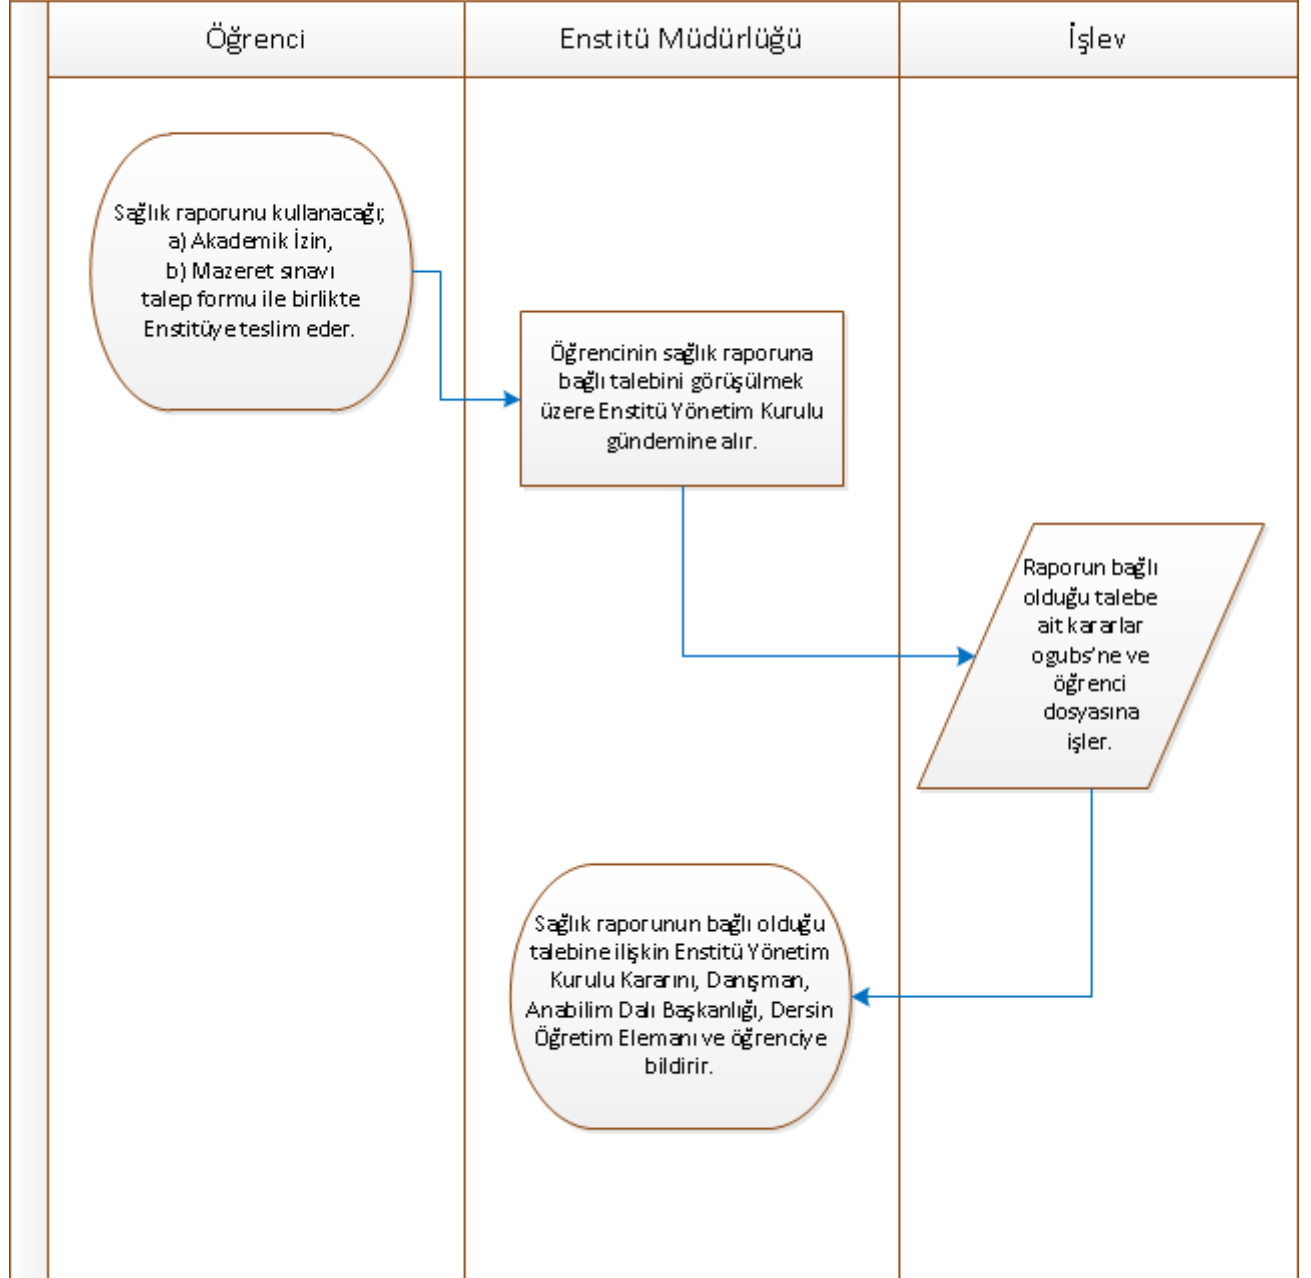 Öğrenci
Enstitü Müdürlüğü
İşlev
Sağlık raporunu kullanacağı;
a) Akademik İzin,
b) Mazeret sınavı
talep formu ile birlikte
Enstitüye teslim eder.
Öğrencinin sağlık raporuna
bağlı talebini görüşülmek
üzere Enstitü Yönetim Kurulu
gündemine alır.
Raporun bağlı
olduğu talebe
ait kararlar
ogubs’ne ve
öğrenci
dosyasına
işler.
Sağlık raporunun bağlı olduğu
talebine ilişkin Enstitü Yönetim
Kurulu Kararını, Danışman,
Anabilim Dalı Başkanlığı, Dersin
Öğretim Elemanı ve öğrenciye
bildirir.